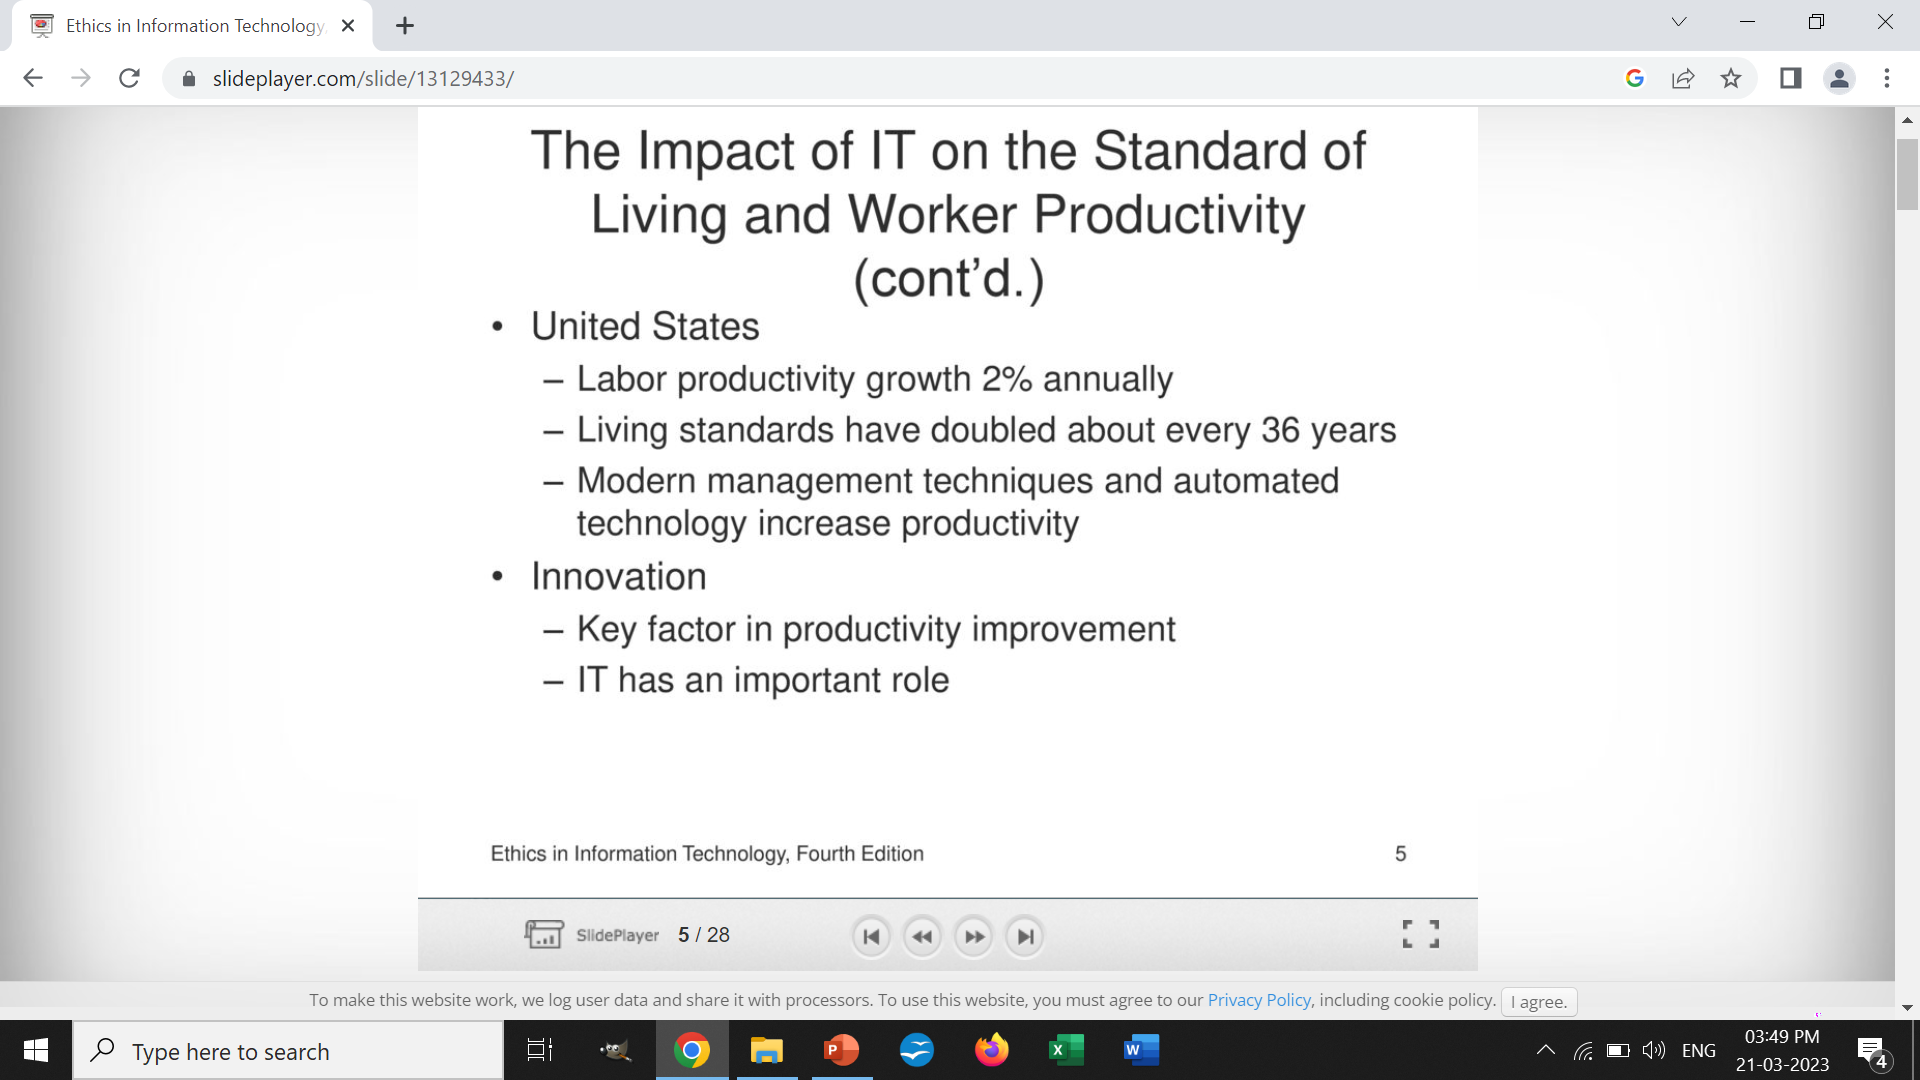 Ethics in Information Technology,
slideplayer.com/slide/13129433/
The Impact of IT on the Standard of
Living and Worker Productivity
(cont’d.)
• United States
– Labor productivity growth 2% annually
– Living standards have doubled about every 36 years
– Modern management techniques and automated
technology increase productivity
• Innovation
– Key factor in productivity improvement
– IT has an important role
Ethics in Information Technology, Fourth Edition 5
SlidePlayer 5 / 28
To make this website work, we log user data and share it with processors. To use this website, you must agree to our Privacy Policy, including cookie policy. I agree.
Type here to search
ENG
03:49 PM
21-03-2023
4